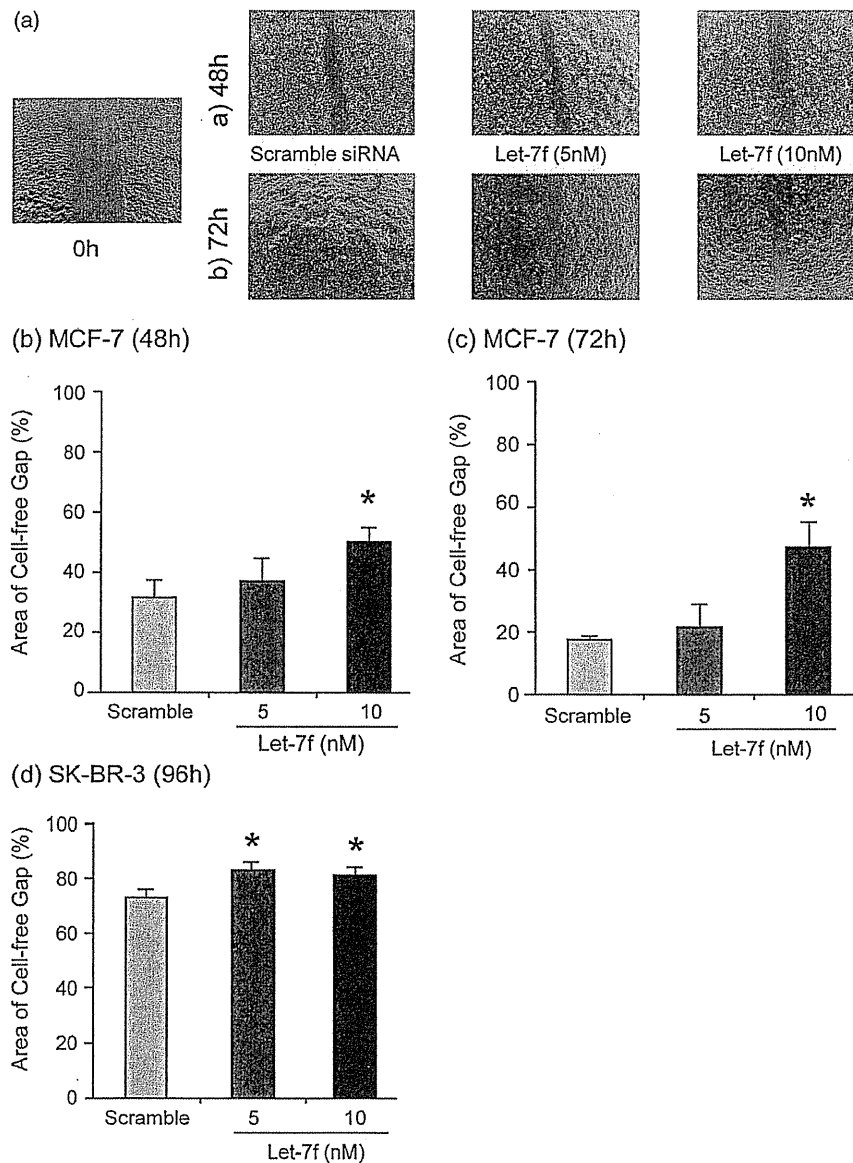 (a)
a) 48h
Scramble siRNA
Let-7f (5nM)
Let-7f (10nM)
0h
b) 72h
(b) MCF-7 (48h)
Area of Cell-free Gap (%)
100
80
60
40
20
0
*
Scramble
5
10
Let-7f (nM)
(c) MCF-7 (72h)
Area of Cell-free Gap (%)
100
80
60
40
20
0
*
Scramble
5
10
Let-7f (nM)
(d) SK-BR-3 (96h)
Area of Cell-free Gap (%)
100
80
60
40
20
0
*
*
Scramble
5
10
Let-7f (nM)